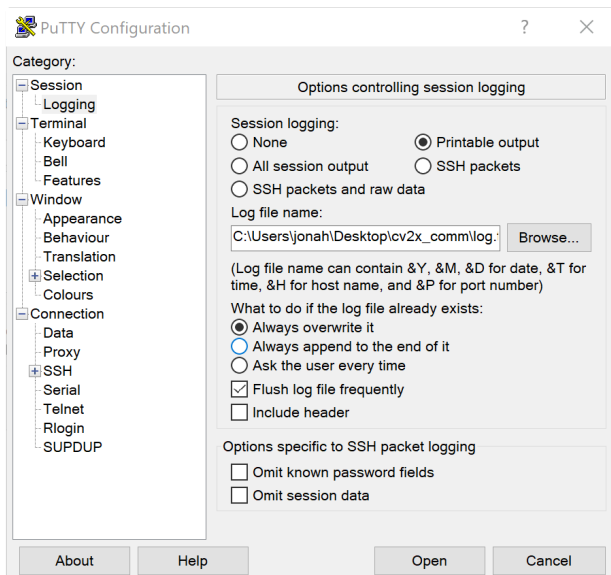 PuTTY Configuration
?
Category:
Session
Logging
Terminal
Keyboard
Bell
Features
Window
Appearance
Behaviour
Translation
Selection
Colours
Connection
Data
Proxy
SSH
Serial
Telnet
Rlogin
SUPDUP
Options controlling session logging
Session logging:
None
Printable output
All session output
SSH packets
SSH packets and raw data
Log file name:
C:\Users\jonah\Desktop\cv2x_comm\log.
Browse...
(Log file name can contain &Y, &M, &D for date, &T for
time, &H for host name, and &P for port number)
What to do if the log file already exists:
Always overwrite it
Always append to the end of it
Ask the user every time
Flush log file frequently
Include header
Options specific to SSH packet logging
Omit known password fields
Omit session data
About
Help
Open
Cancel